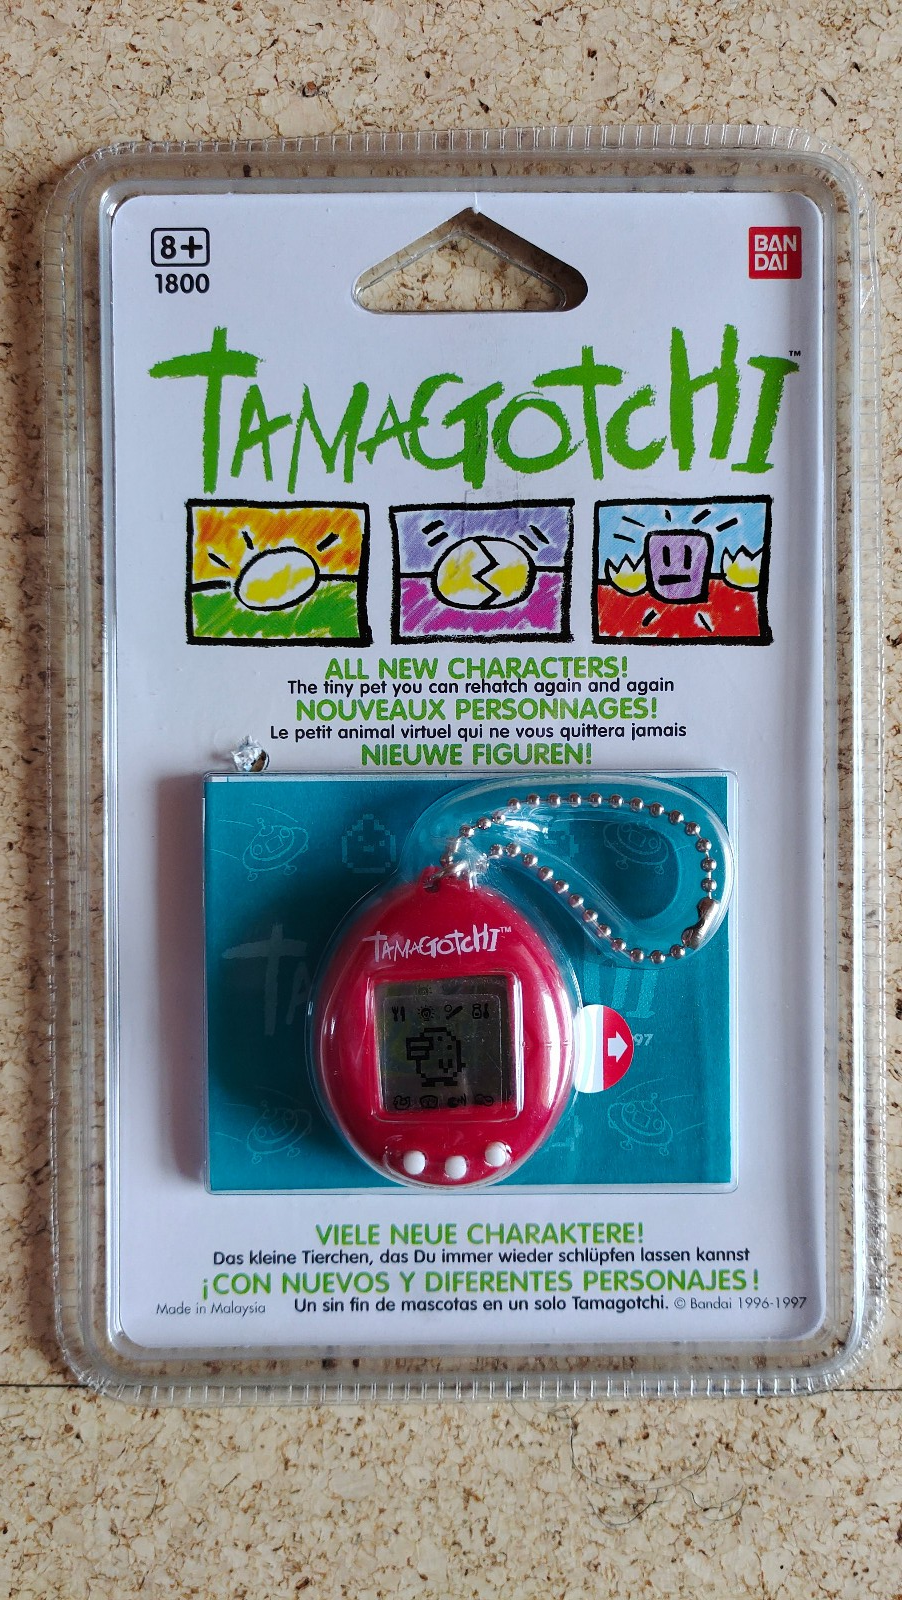 8+
1800
BAN
DAI
TAMAGOTCHI™
ALL NEW CHARACTERS!
The tiny pet you can rehatch again and again
NOUVEAUX PERSONNAGES!
Le petit animal virtuel qui ne vous quittera jamais
NIEUWE FIGUREN!
TAMAGOTCHI™
97
VIELE NEUE CHARAKTERE!
Das kleine Tierchen, das Du immer wieder schlüpfen lassen kannst
¡CON NUEVOS Y DIFERENTES PERSONAJES!
Made in Malaysia Un sin fin de mascotas en un solo Tamagotchi. © Bandai 1996-1997